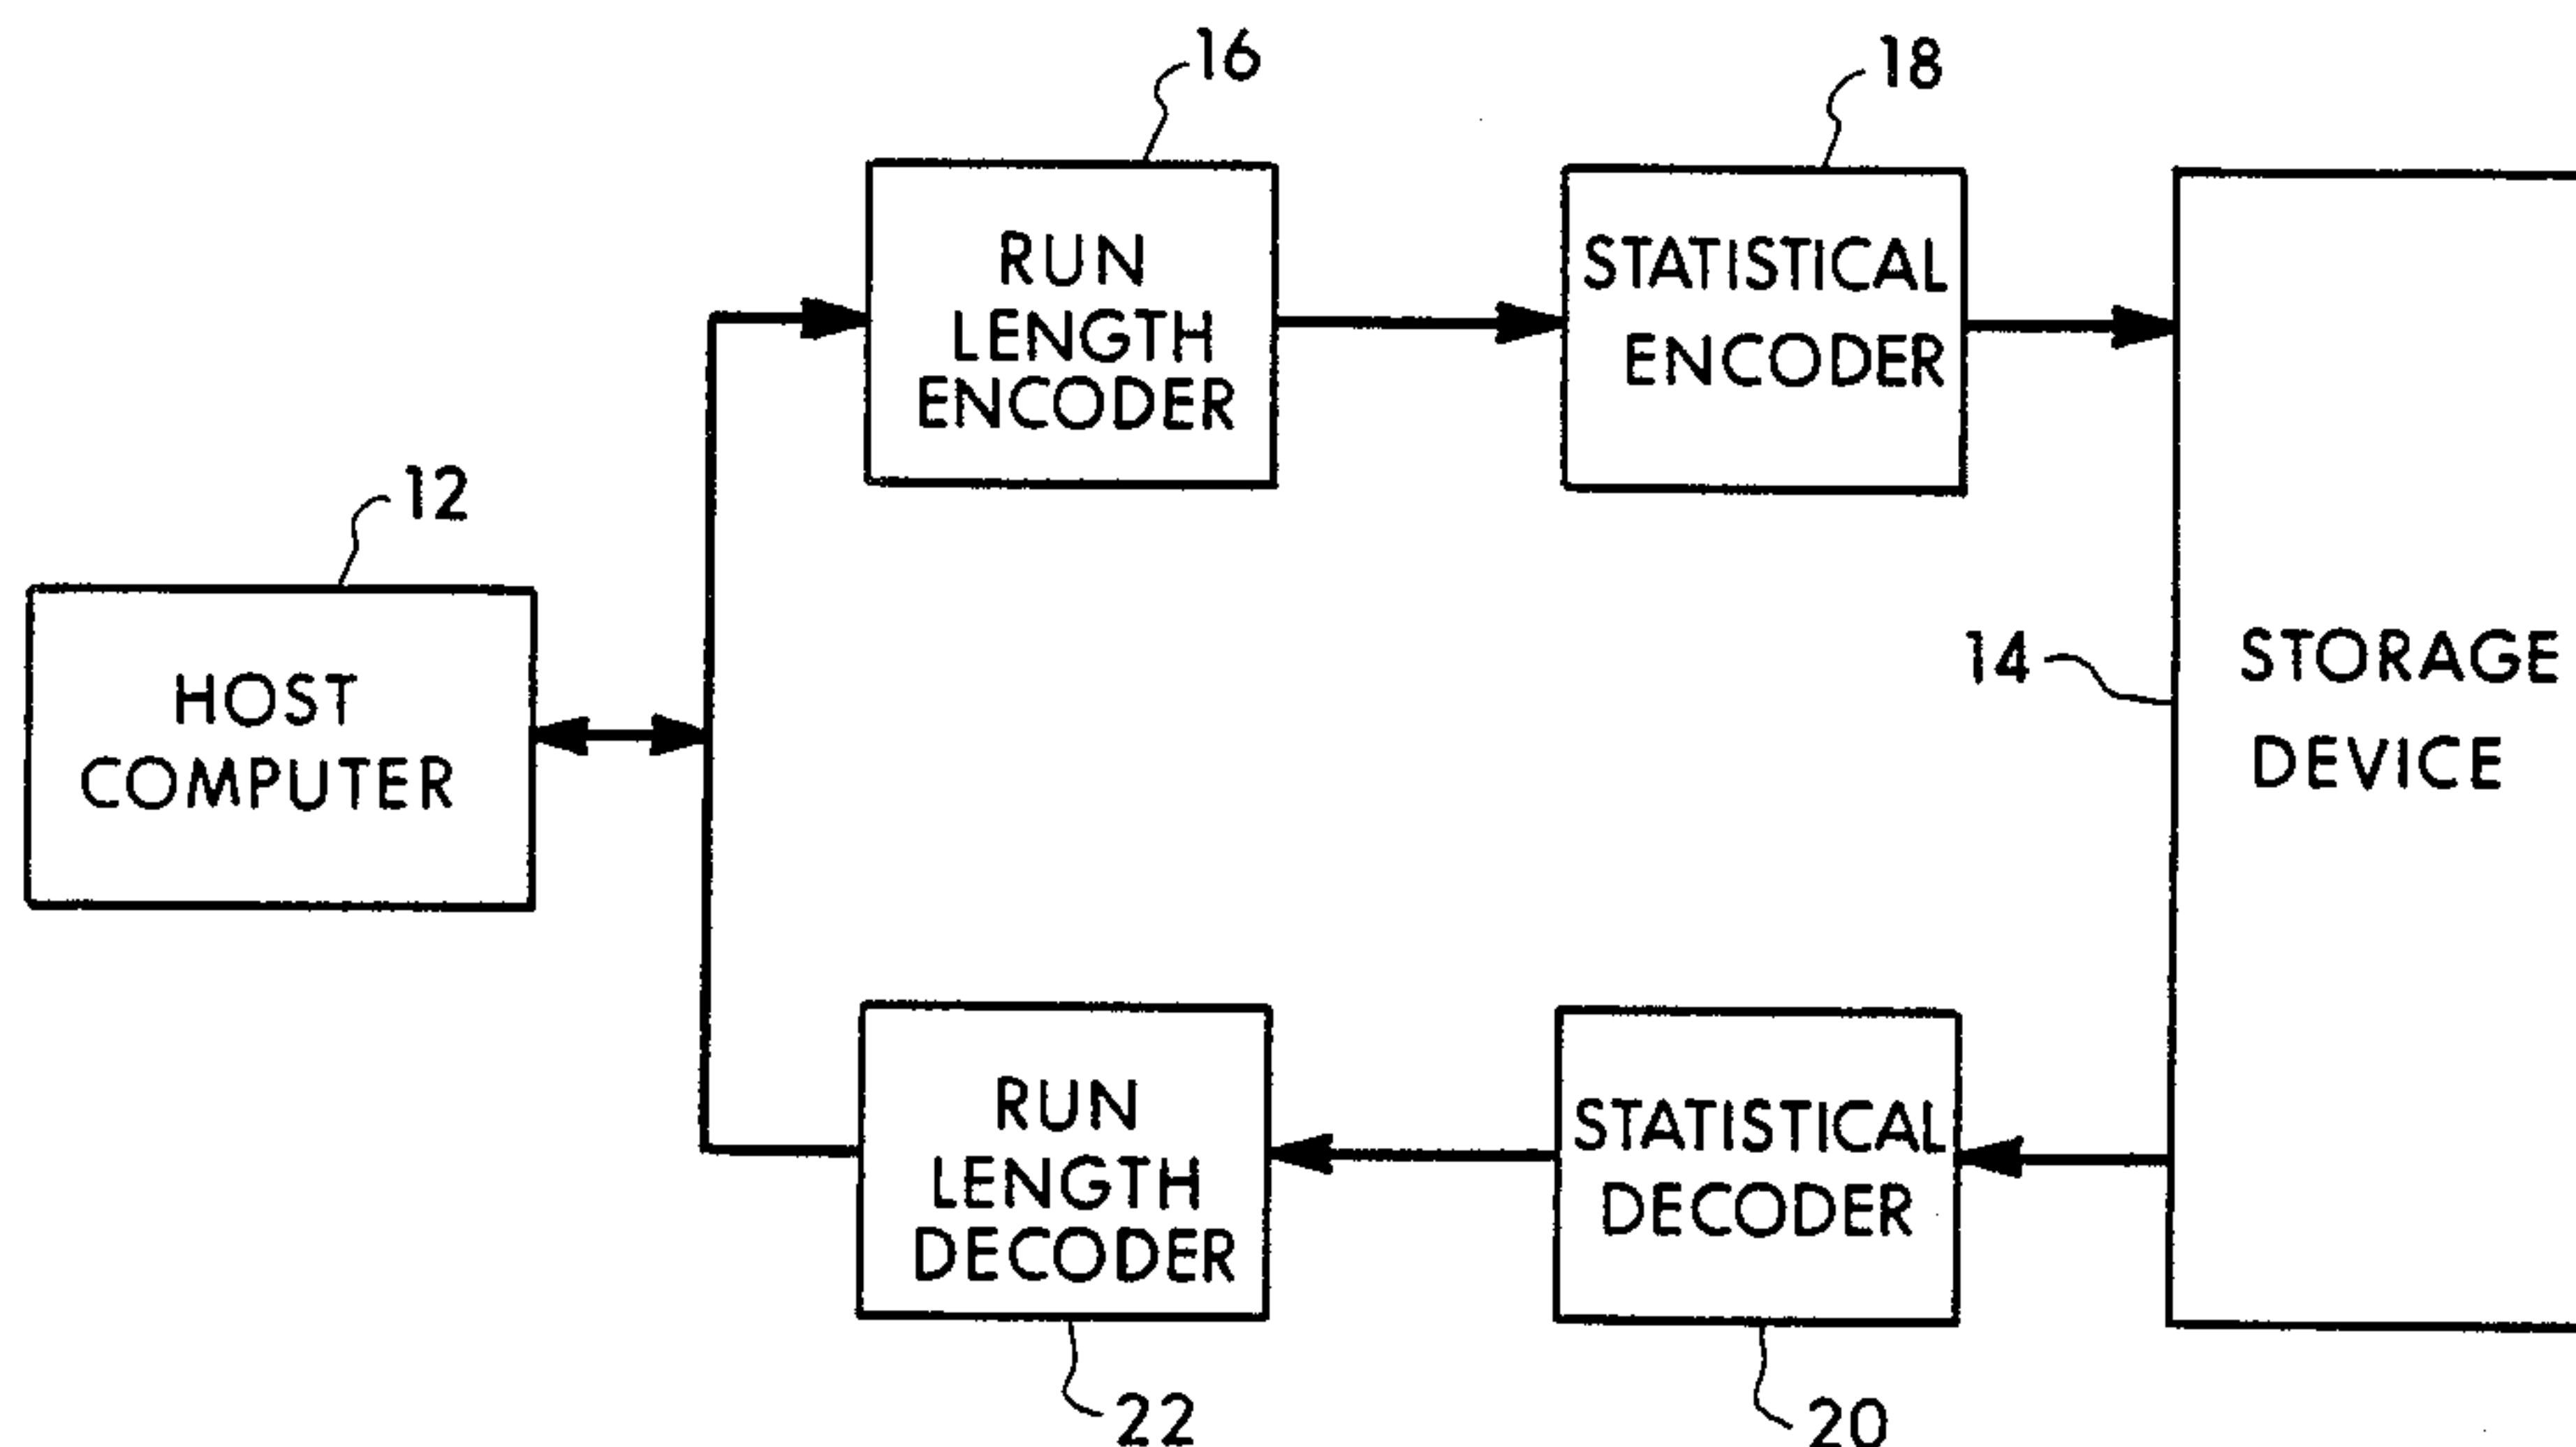 16
18
RUN
LENGTH
ENCODER
STATISTICAL
ENCODER
12
HOST
COMPUTER
14
STORAGE
DEVICE
RUN
LENGTH
DECODER
STATISTICAL
DECODER
22
20